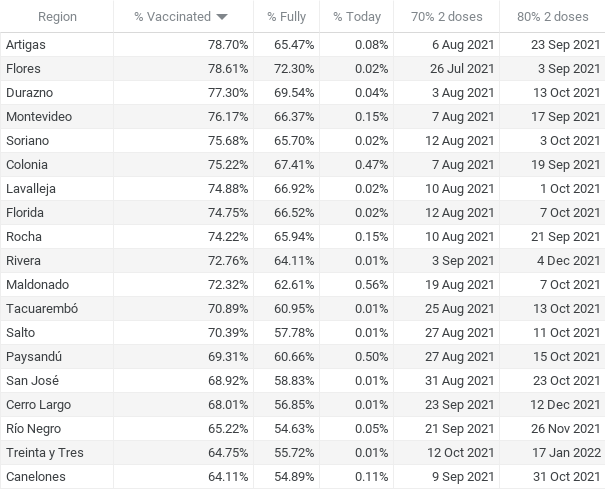 Region % Vaccinated % Fully % Today 70% 2 doses 80% 2 doses
Artigas 78.70% 65.47% 0.08% 6 Aug 2021 23 Sep 2021
Flores 78.61% 72.30% 0.02% 26 Jul 2021 3 Sep 2021
Durazno 77.30% 69.54% 0.04% 3 Aug 2021 13 Oct 2021
Montevideo 76.17% 66.37% 0.15% 7 Aug 2021 17 Sep 2021
Soriano 75.68% 65.70% 0.02% 12 Aug 2021 3 Oct 2021
Colonia 75.22% 67.41% 0.47% 7 Aug 2021 19 Sep 2021
Lavalleja 74.88% 66.92% 0.02% 10 Aug 2021 1 Oct 2021
Florida 74.75% 66.52% 0.02% 12 Aug 2021 7 Oct 2021
Rocha 74.22% 65.94% 0.15% 10 Aug 2021 21 Sep 2021
Rivera 72.76% 64.11% 0.01% 3 Sep 2021 4 Dec 2021
Maldonado 72.32% 62.61% 0.56% 19 Aug 2021 7 Oct 2021
Tacuarembó 70.89% 60.95% 0.01% 25 Aug 2021 13 Oct 2021
Salto 70.39% 57.78% 0.01% 27 Aug 2021 11 Oct 2021
Paysandú 69.31% 60.66% 0.50% 27 Aug 2021 15 Oct 2021
San José 68.92% 58.83% 0.01% 31 Aug 2021 23 Oct 2021
Cerro Largo 68.01% 56.85% 0.01% 23 Sep 2021 12 Dec 2021
Río Negro 65.22% 54.63% 0.05% 21 Sep 2021 26 Nov 2021
Treinta y Tres 64.75% 55.72% 0.01% 12 Oct 2021 17 Jan 2022
Canelones 64.11% 54.89% 0.11% 9 Sep 2021 31 Oct 2021